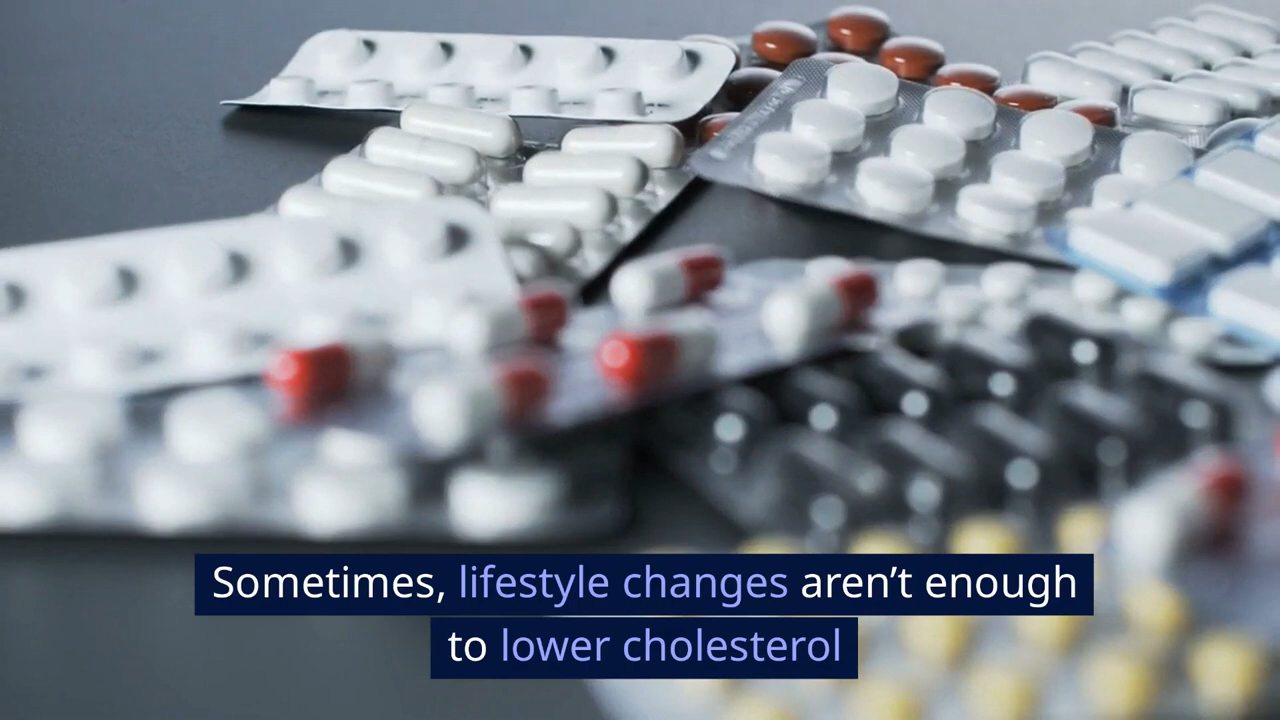 Sometimes, lifestyle changes aren’t enough
to lower cholesterol